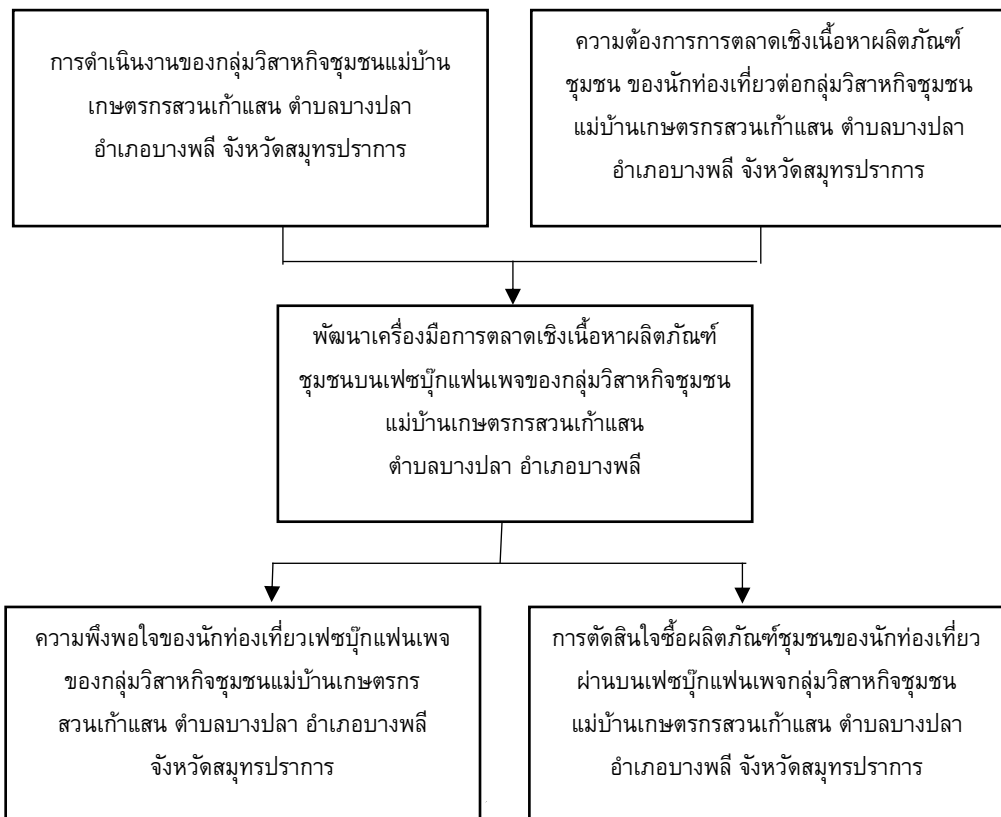 การดำเนินงานของกลุ่มวิสาหกิจชุมชนแม่บ้าน
เกษตรกรสวนเก้าแสน ตำบลบางปลา
อำเภอบางพลี จังหวัดสมุทรปราการ
ความต้องการการตลาดเชิงเนื้อหาผลิตภัณฑ์
ชุมชน ของนักท่องเที่ยวต่อกลุ่มวิสาหกิจชุมชน
แม่บ้านเกษตรกรสวนเก้าแสน ตำบลบางปลา
อำเภอบางพลี จังหวัดสมุทรปราการ
พัฒนาเครื่องมือการตลาดเชิงเนื้อหาผลิตภัณฑ์
ชุมชนบนเฟซบุ๊กแฟนเพจของกลุ่มวิสาหกิจชุมชน
แม่บ้านเกษตรกรสวนเก้าแสน
ตำบลบางปลา อำเภอบางพลี
ความพึงพอใจของนักท่องเที่ยวเฟซบุ๊กแฟนเพจ
ของกลุ่มวิสาหกิจชุมชนแม่บ้านเกษตรกร
สวนเก้าแสน ตำบลบางปลา อำเภอบางพลี
จังหวัดสมุทรปราการ
การตัดสินใจซื้อผลิตภัณฑ์ชุมชนของนักท่องเที่ยว
ผ่านบนเฟซบุ๊กแฟนเพจกลุ่มวิสาหกิจชุมชน
แม่บ้านเกษตรกรสวนเก้าแสน ตำบลบางปลา
อำเภอบางพลี จังหวัดสมุทรปราการ